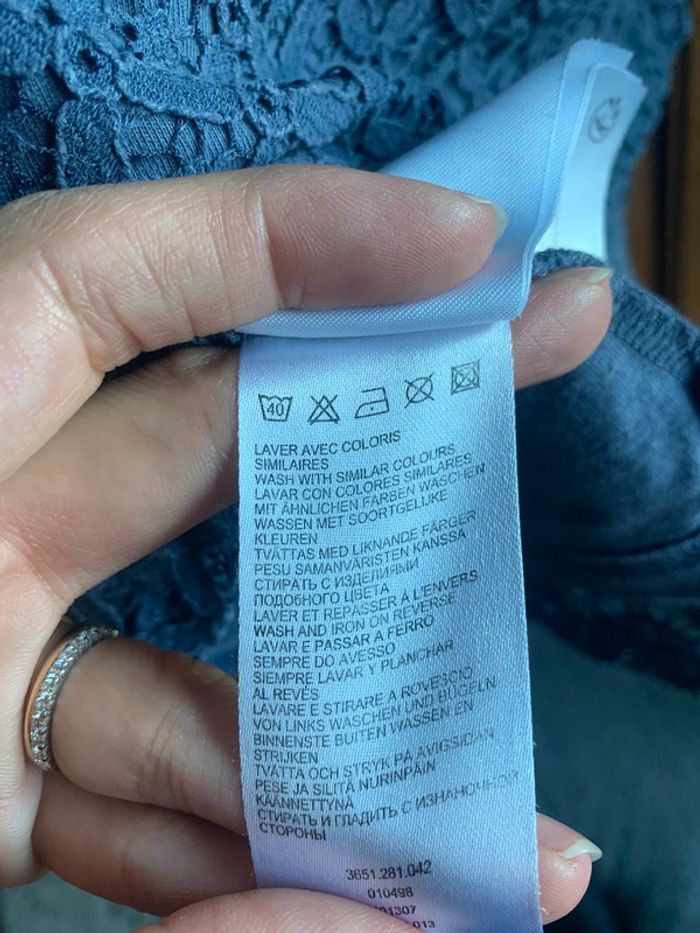 40
LAVER AVEC COLORIS
SIMILAIRES
WASH WITH SIMILAR COLOURS
LAVAR CON COLORES SIMILARES
MIT ÄHNLICHEN FARBEN WASCHEN
WASSEN MET SOORTGELIJKE
KLEUREN
TVÄTTAS MED LIKNANDE FÄRGER
PESU SAMANVÄRISTEN KANSSA
СТИРАТЬ С ИЗДЕЛИЯМИ
ПОДОБНОГО ЦВЕТА
LAVER ET REPASSER À L'ENVERS
WASH AND IRON ON REVERSE
LAVAR E PASSAR A FERRO
SEMPRE DO AVESSO
SIEMPRE LAVAR Y PLANCHAR
AL REVÉS
LAVARE E STIRARE A ROVESCIO
VON LINKS WASCHEN UND BÜGELN
BINNENSTE BUITEN WASSEN EN
STRIJKEN
TVÄTTA OCH STRYK PÅ AVIGSIDAN
PESE JA SILITÄ NURINPÄIN
KÄÄNNETTYNÄ
СТИРАТЬ И ГЛАДИТЬ С ИЗНАНОЧНОЙ
СТОРОНЫ
3651.281.042
010498